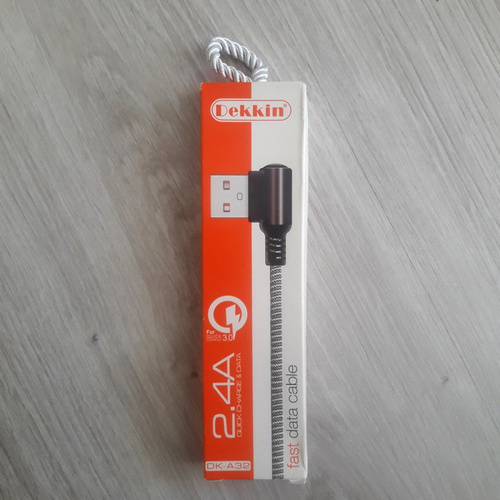 Dekkin®
For
3.0
2.4A
QUICK CHARGE & DATA
DK-A32
fast data cable